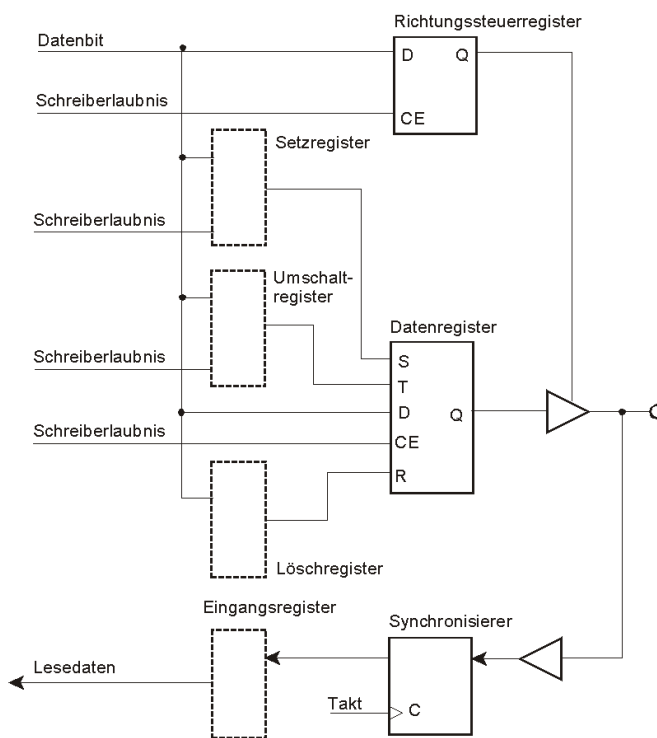 Richtungssteuerregister
Datenbit
D
Q
Schreiberlaubnis
CE
Setzregister
Schreiberlaubnis
Umschalt-
register
Datenregister
Schreiberlaubnis
S
T
D
Q
Schreiberlaubnis
CE
R
Löschregister
Eingangsregister
Synchronisierer
Lesedaten
Takt
C